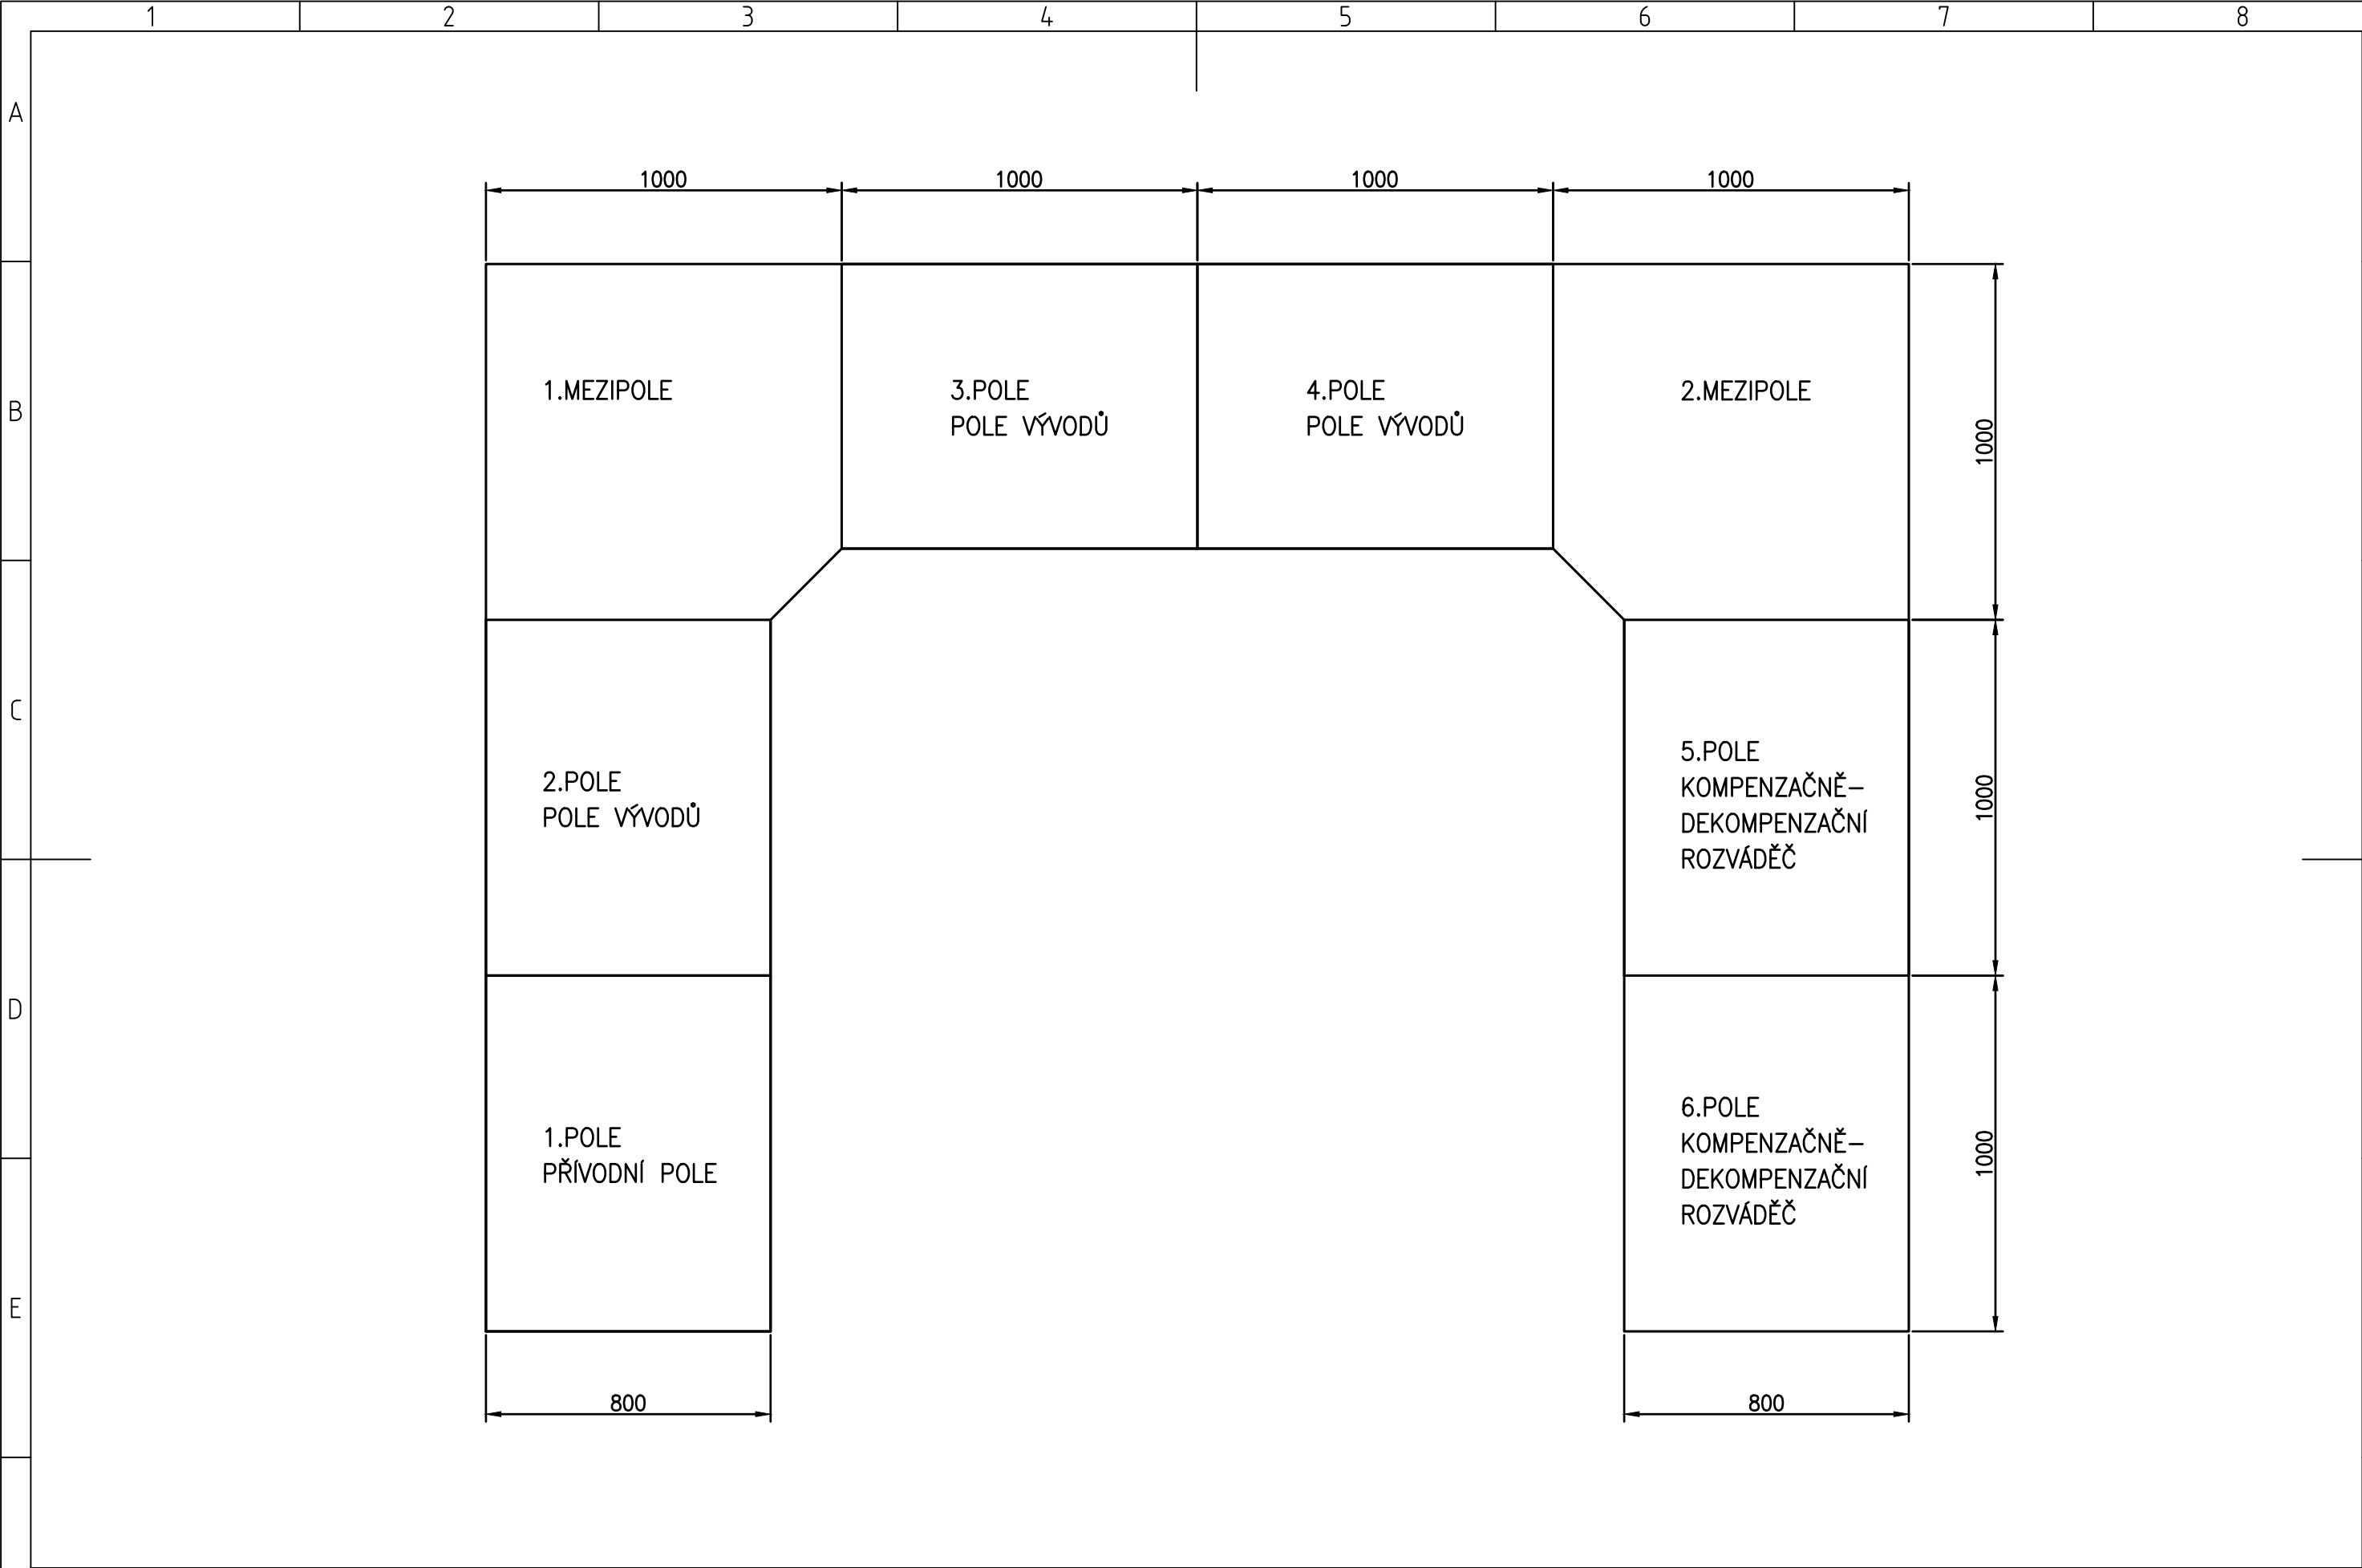 1 2 3 4 5 6 7 8
A
1000 1000 1000 1000
B
1.MEZIPOLE
3.POLE
POLE VÝVODŮ
4.POLE
POLE VÝVODŮ
2.MEZIPOLE
1000
C
2.POLE
POLE VÝVODŮ
5.POLE
KOMPENZAČNĚ-
DEKOMPENZAČNÍ
ROZVÁDĚČ
1000
D
1.POLE
PŘÍVODNÍ POLE
6.POLE
KOMPENZAČNĚ-
DEKOMPENZAČNÍ
ROZVÁDĚČ
1000
E
800 800